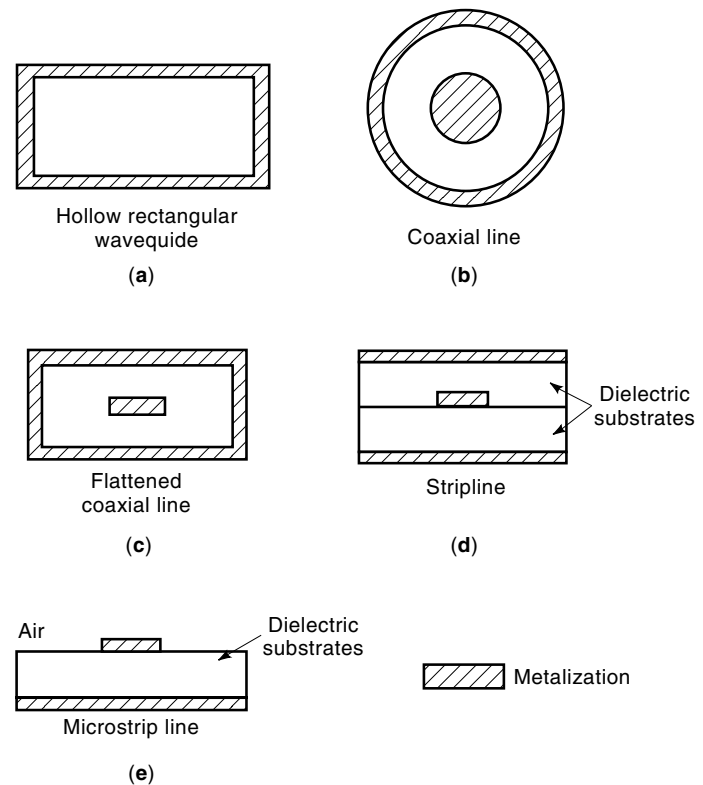 Hollow rectangular
wavequide
(a)
Coaxial line
(b)
Flattened
coaxial line
(c)
Dielectric
substrates
Stripline
(d)
Air
Dielectric
substrates
Microstrip line
(e)
Metalization